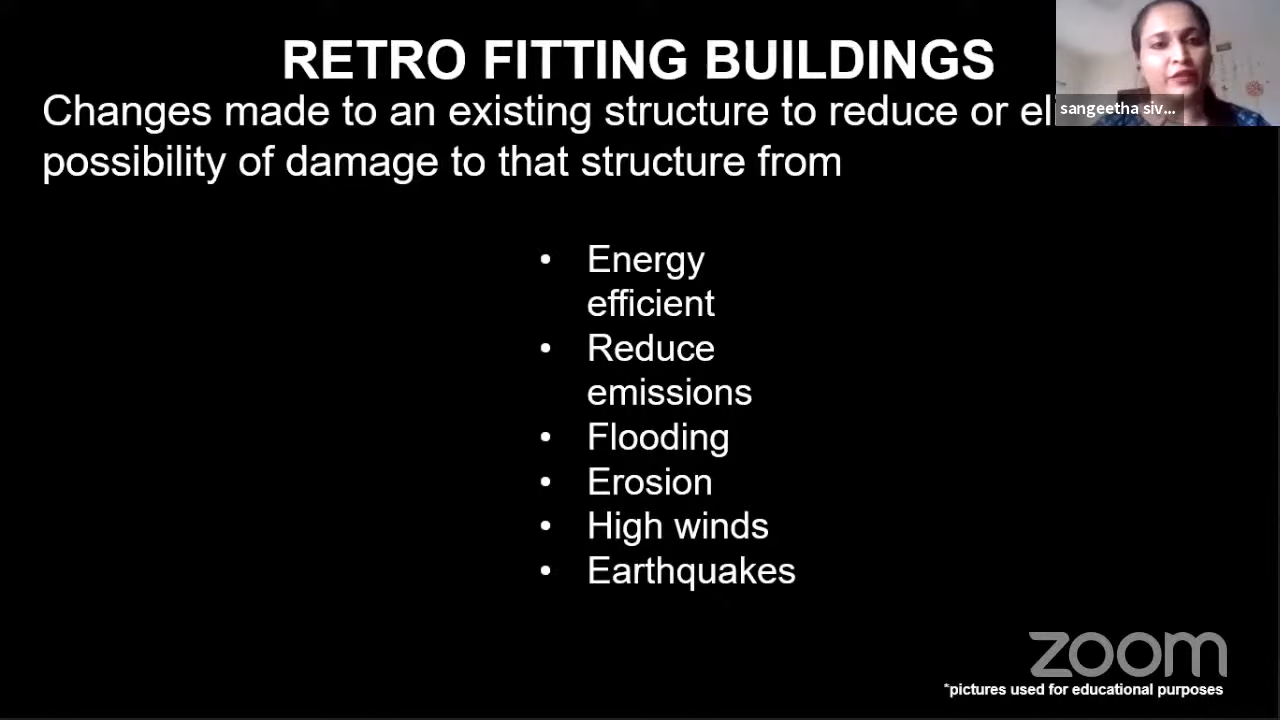 RETRO FITTING BUILDINGS
Changes made to an existing structure to reduce or
possibility of damage to that structure from
sangeetha siv...
• Energy
efficient
• Reduce
emissions
• Flooding
• Erosion
• High winds
• Earthquakes
zoom
*pictures used for educational purposes